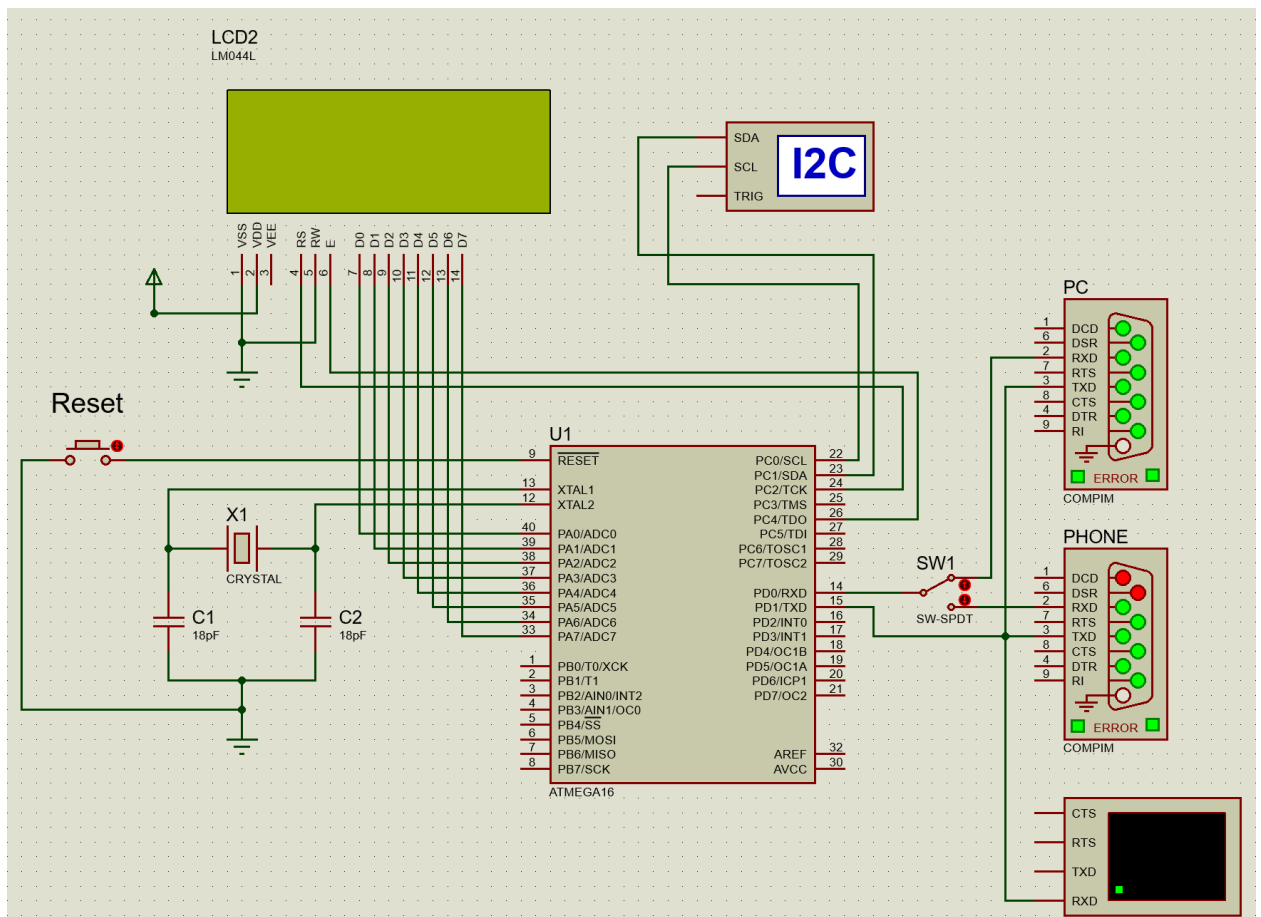 LCD2
LM044L
VSS
VDD
VEE
RS
RW
E
D0
D1
D2
D3
D4
D5
D6
D7
1
2
3
4
5
6
7
8
9
10
11
12
13
14
SDA
SCL
TRIG
I2C
Reset
X1
CRYSTAL
C1
18pF
C2
18pF
U1
9 RESET
13 XTAL1
12 XTAL2
40 PA0/ADC0
39 PA1/ADC1
38 PA2/ADC2
37 PA3/ADC3
36 PA4/ADC4
35 PA5/ADC5
34 PA6/ADC6
33 PA7/ADC7
1 PB0/T0/XCK
2 PB1/T1
3 PB2/AIN0/INT2
4 PB3/AIN1/OC0
5 PB4/SS
6 PB5/MOSI
7 PB6/MISO
8 PB7/SCK
PC0/SCL 22
PC1/SDA 23
PC2/TCK 24
PC3/TMS 25
PC4/TDO 26
PC5/TDI 27
PC6/TOSC1 28
PC7/TOSC2 29
PD0/RXD 14
PD1/TXD 15
PD2/INT0 16
PD3/INT1 17
PD4/OC1B 18
PD5/OC1A 19
PD6/ICP1 20
PD7/OC2 21
AREF 32
AVCC 30
ATMEGA16
SW1
SW-SPDT
PC
1 DCD
6 DSR
2 RXD
7 RTS
3 TXD
8 CTS
4 DTR
9 RI
ERROR
COMPIM
PHONE
1 DCD
6 DSR
2 RXD
7 RTS
3 TXD
8 CTS
4 DTR
9 RI
ERROR
COMPIM
CTS
RTS
TXD
RXD